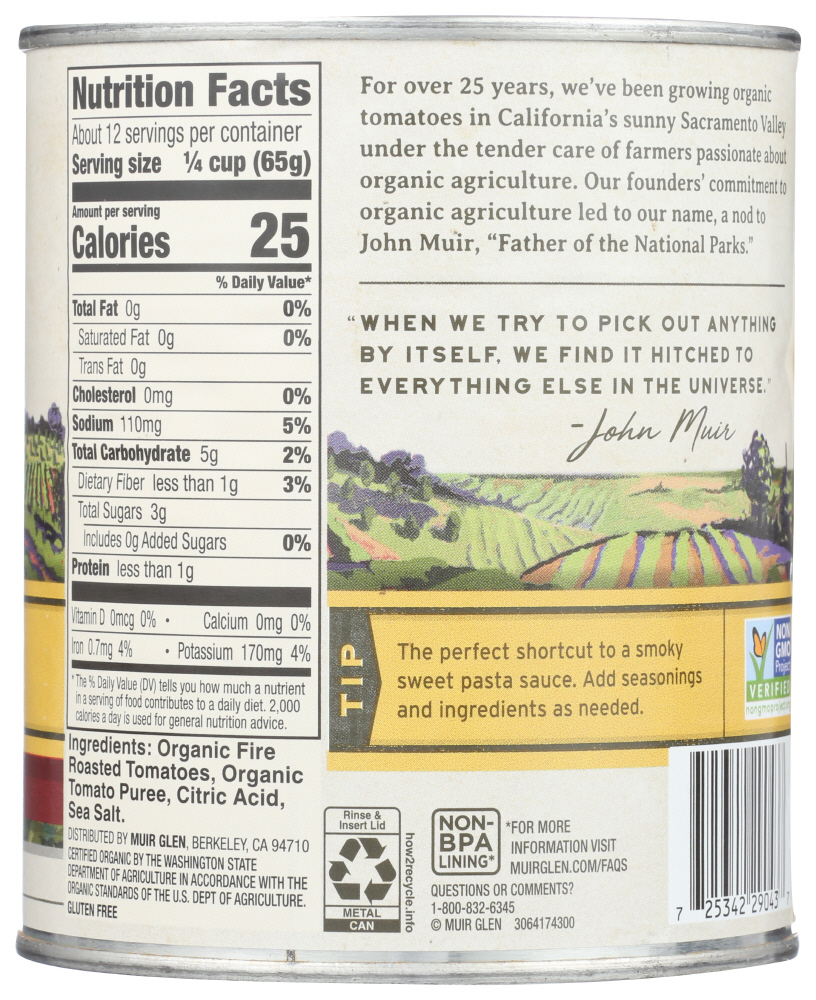 Nutrition Facts
About 12 servings per container
Serving size ¼ cup (65g)
Amount per serving
Calories 25
% Daily Value*
Total Fat 0g 0%
Saturated Fat 0g 0%
Trans Fat 0g
Cholesterol 0mg 0%
Sodium 110mg 5%
Total Carbohydrate 5g 2%
Dietary Fiber less than 1g 3%
Total Sugars 3g
Includes 0g Added Sugars 0%
Protein less than 1g
Vitamin D 0mcg 0% • Calcium 0mg 0%
Iron 0.7mg 4% • Potassium 170mg 4%
*The % Daily Value (DV) tells you how much a nutrient
in a serving of food contributes to a daily diet. 2,000
calories a day is used for general nutrition advice.
Ingredients: Organic Fire
Roasted Tomatoes, Organic
Tomato Puree, Citric Acid,
Sea Salt.
DISTRIBUTED BY MUIR GLEN, BERKELEY, CA 94710
CERTIFIED ORGANIC BY THE WASHINGTON STATE
DEPARTMENT OF AGRICULTURE IN ACCORDANCE WITH THE
ORGANIC STANDARDS OF THE U.S. DEPT OF AGRICULTURE.
GLUTEN FREE
For over 25 years, we've been growing organic
tomatoes in California's sunny Sacramento Valley
under the tender care of farmers passionate about
organic agriculture. Our founders' commitment to
organic agriculture led to our name, a nod to
John Muir, "Father of the National Parks."
"WHEN WE TRY TO PICK OUT ANYTHING
BY ITSELF, WE FIND IT HITCHED TO
EVERYTHING ELSE IN THE UNIVERSE."
-John Muir
TIP
The perfect shortcut to a smoky
sweet pasta sauce. Add seasonings
and ingredients as needed.
NON
GMO
Project
VERIFIED
nongmoproject.org
Rinse &
Insert Lid
METAL
CAN
how2recycle.info
NON-
BPA
LINING*
*FOR MORE
INFORMATION VISIT
MUIRGLEN.COM/FAQS
QUESTIONS OR COMMENTS?
1-800-832-6345
© MUIR GLEN 3064174300
7 25342 29043 7